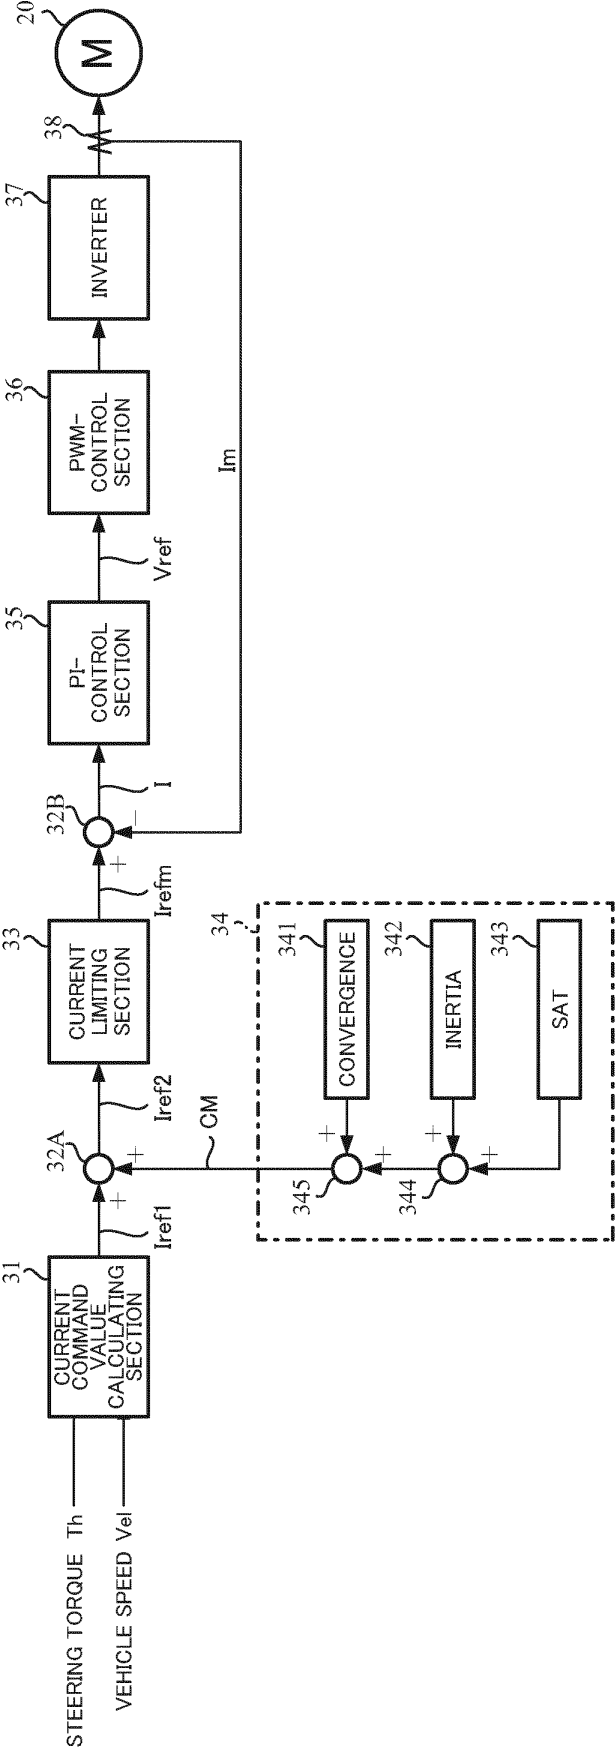 STEERING TORQUE Th
VEHICLE SPEED Vel
31
CURRENT
COMMAND
VALUE
CALCULATING
SECTION
Iref1
+
32A
+
Iref2
33
CURRENT
LIMITING
SECTION
Irefm
+
32B
−
I
35
PI-
CONTROL
SECTION
Vref
36
PWM-
CONTROL
SECTION
37
INVERTER
38
20
M
Im
CM
34
341
CONVERGENCE
+
345
+
342
INERTIA
+
344
+
343
SAT